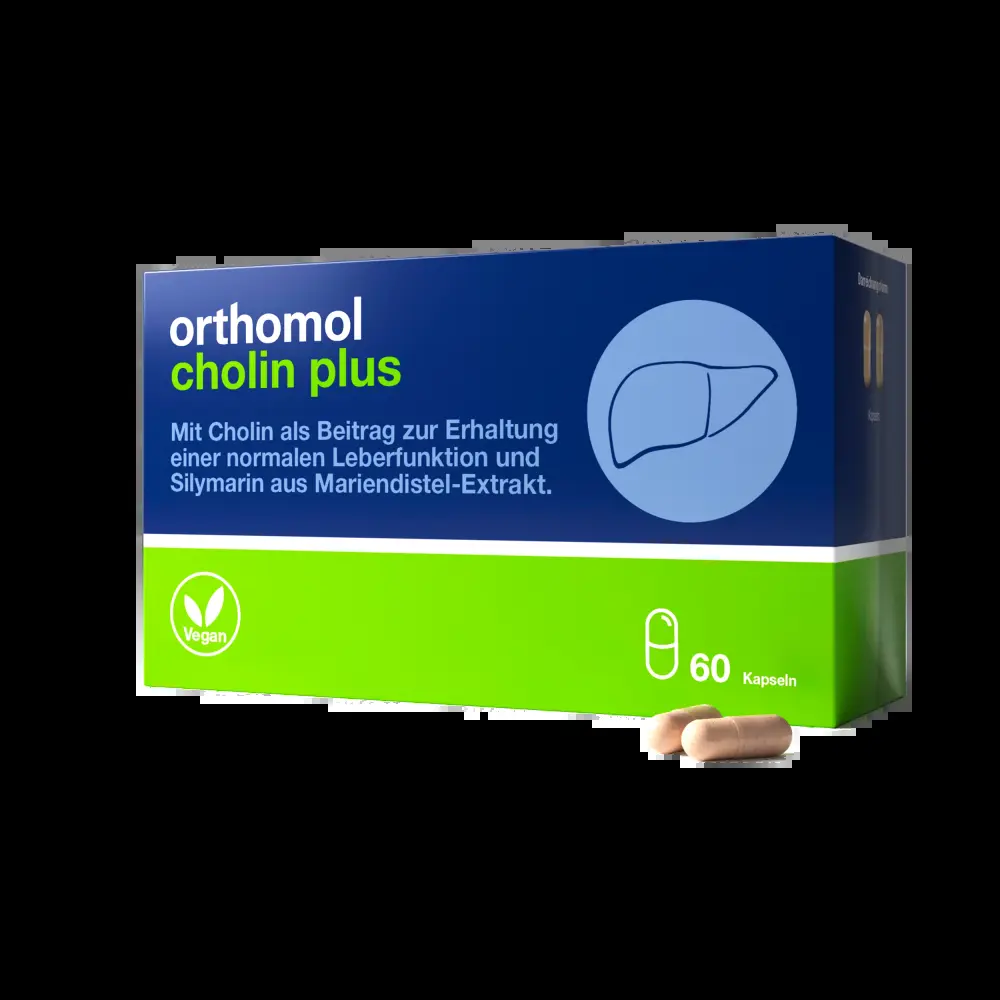 orthomol
cholin plus
Mit Cholin als Beitrag zur Erhaltung
einer normalen Leberfunktion und
Silymarin aus Mariendistel-Extrakt.
Vegan
60 Kapseln
Kapseln